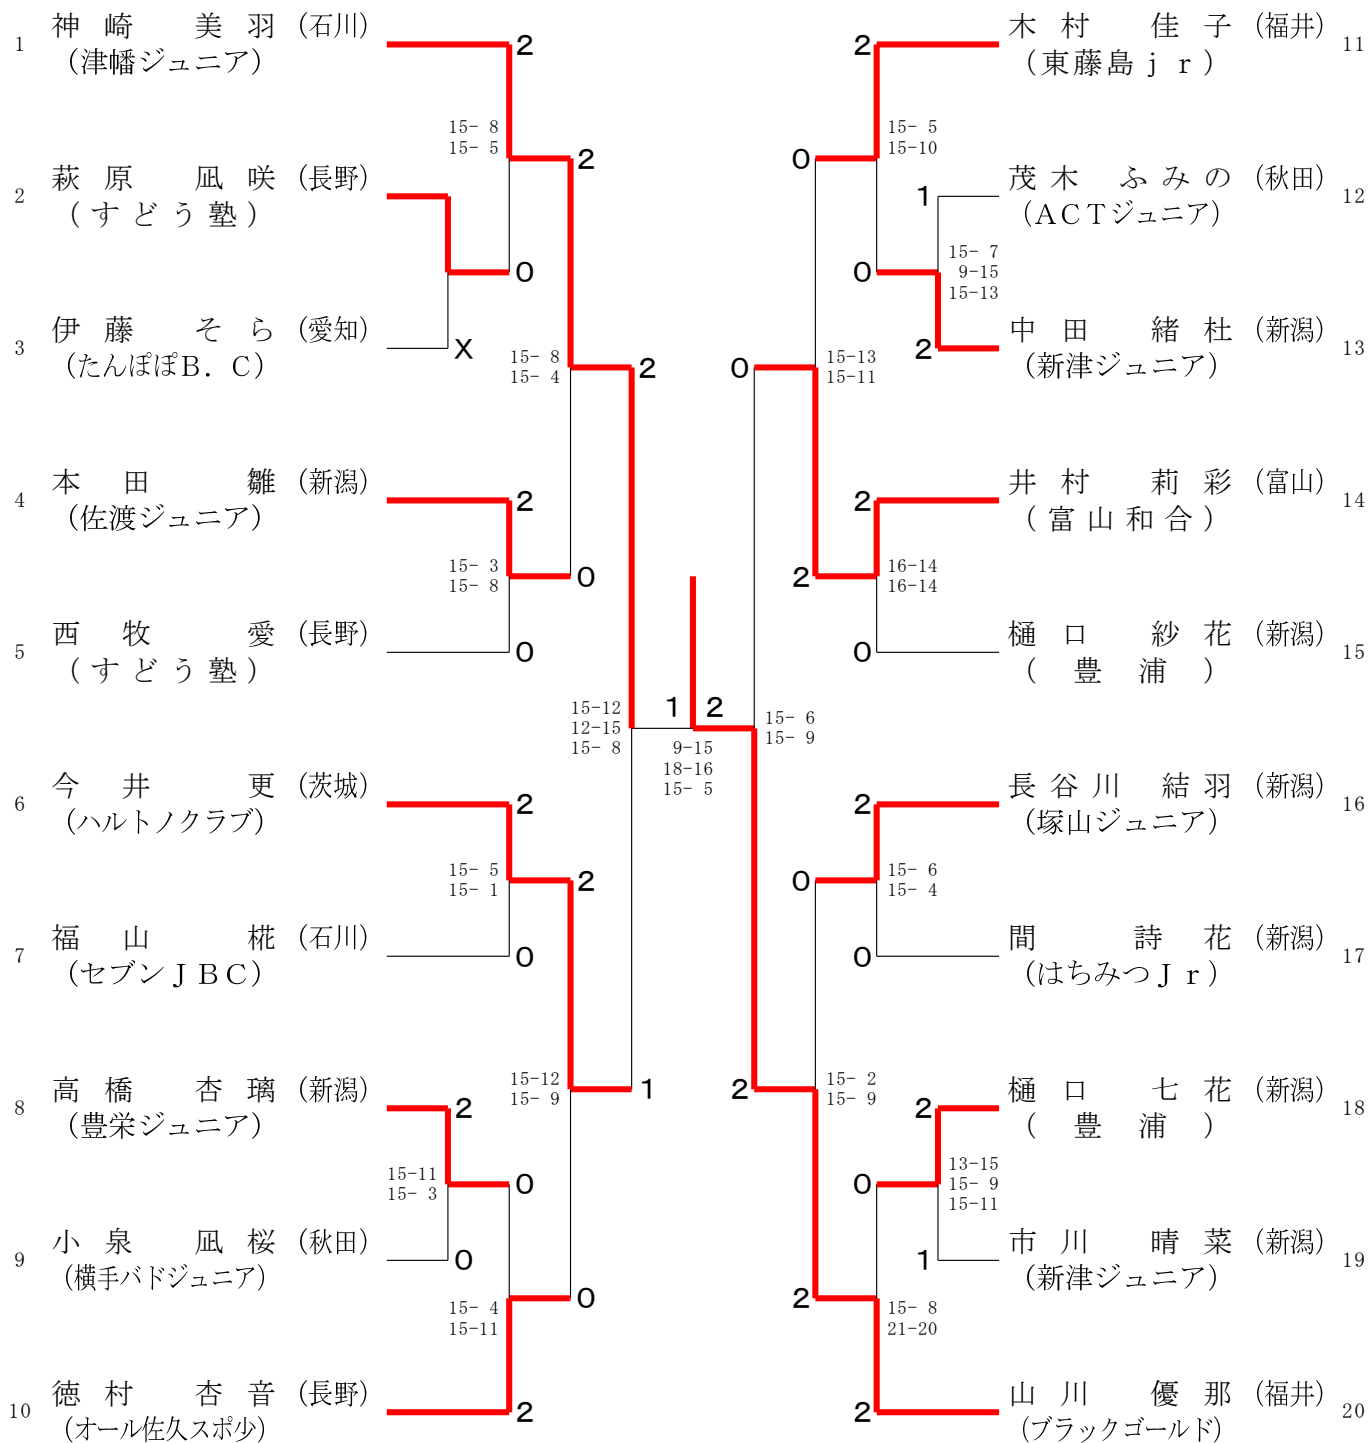 1 神崎 美羽 (石川)
(津幡ジュニア)
2 萩原 凪咲 (長野)
(すどう塾)
3 伊藤 そら (愛知)
(たんぽぽB.C)
4 本田 雛 (新潟)
(佐渡ジュニア)
5 西牧 愛 (長野)
(すどう塾)
6 今井 更 (茨城)
(ハルトノクラブ)
7 福山 椛 (石川)
(セブンJBC)
8 高橋 杏璃 (新潟)
(豊栄ジュニア)
9 小泉 凪桜 (秋田)
(横手バドジュニア)
10 徳村 杏音 (長野)
(オール佐久スポ少)
2
15- 8
15- 5
2
0
X
15- 8
15- 4
2
2
15- 3
15- 8
0
0
15-12
12-15
15- 8
2
15- 5
15- 1
2
0
15-12
15- 9
1
2
15-11
15- 3
0
0
15- 4
15-11
0
2
1 2
9-15
18-16
15- 5
木村 佳子 (福井) 11
(東藤島jr)
茂木 ふみの (秋田) 12
(ACTジュニア)
中田 緒杜 (新潟) 13
(新津ジュニア)
井村 莉彩 (富山) 14
(富山和合)
樋口 紗花 (新潟) 15
(豊浦)
長谷川 結羽 (新潟) 16
(塚山ジュニア)
間 詩花 (新潟) 17
(はちみつJr)
樋口 七花 (新潟) 18
(豊浦)
市川 晴菜 (新潟) 19
(新津ジュニア)
山川 優那 (福井) 20
(ブラックゴールド)
2
15- 5
15-10
0
1
15- 7
9-15
15-13
0
2
0
15-13
15-11
2
2
16-14
16-14
0
15- 6
15- 9
2
0
15- 6
15- 4
0
2
15- 2
15- 9
2
0
13-15
15- 9
15-11
1
2
15- 8
21-20
2